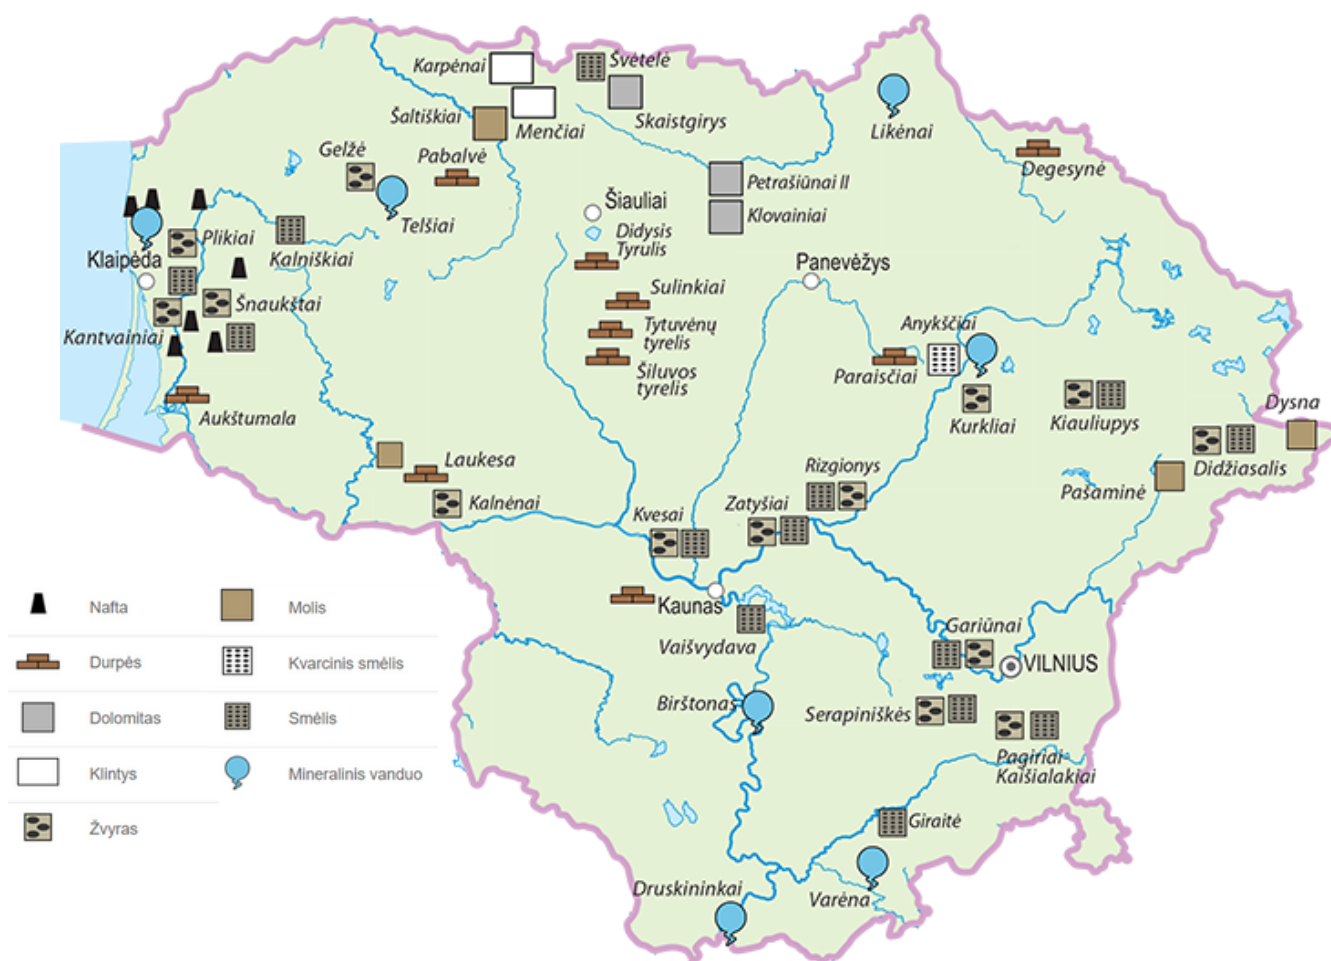 Karpėnai
Švėtelė
Šaltiškiai
Menčiai
Skaistgirys
Likėnai
Gelžė
Pabalvė
Degesynė
Petrašiūnai II
Telšiai
Šiauliai
Klovainiai
Didysis
Tyrulis
Plikiai
Kalniškiai
Klaipėda
Panevėžys
Sulinkiai
Šnaukštai
Kantvainiai
Tytuvėnų
tyrelis
Anykščiai
Šiluvos
tyrelis
Paraisčiai
Aukštumala
Kurkliai
Kiauliupys
Dysna
Laukesa
Rizgionys
Didžiasalis
Pašaminė
Kalnėnai
Kvesai
Zatyšiai
Kaunas
Vaišvydava
Gariūnai
VILNIUS
Birštonas
Serapiniškės
Pagiriai-
Kaišialakiai
Giraitė
Druskininkai
Varėna
Nafta
Molis
Durpės
Kvarcinis smėlis
Dolomitas
Smėlis
Klintys
Mineralinis vanduo
Žvyras